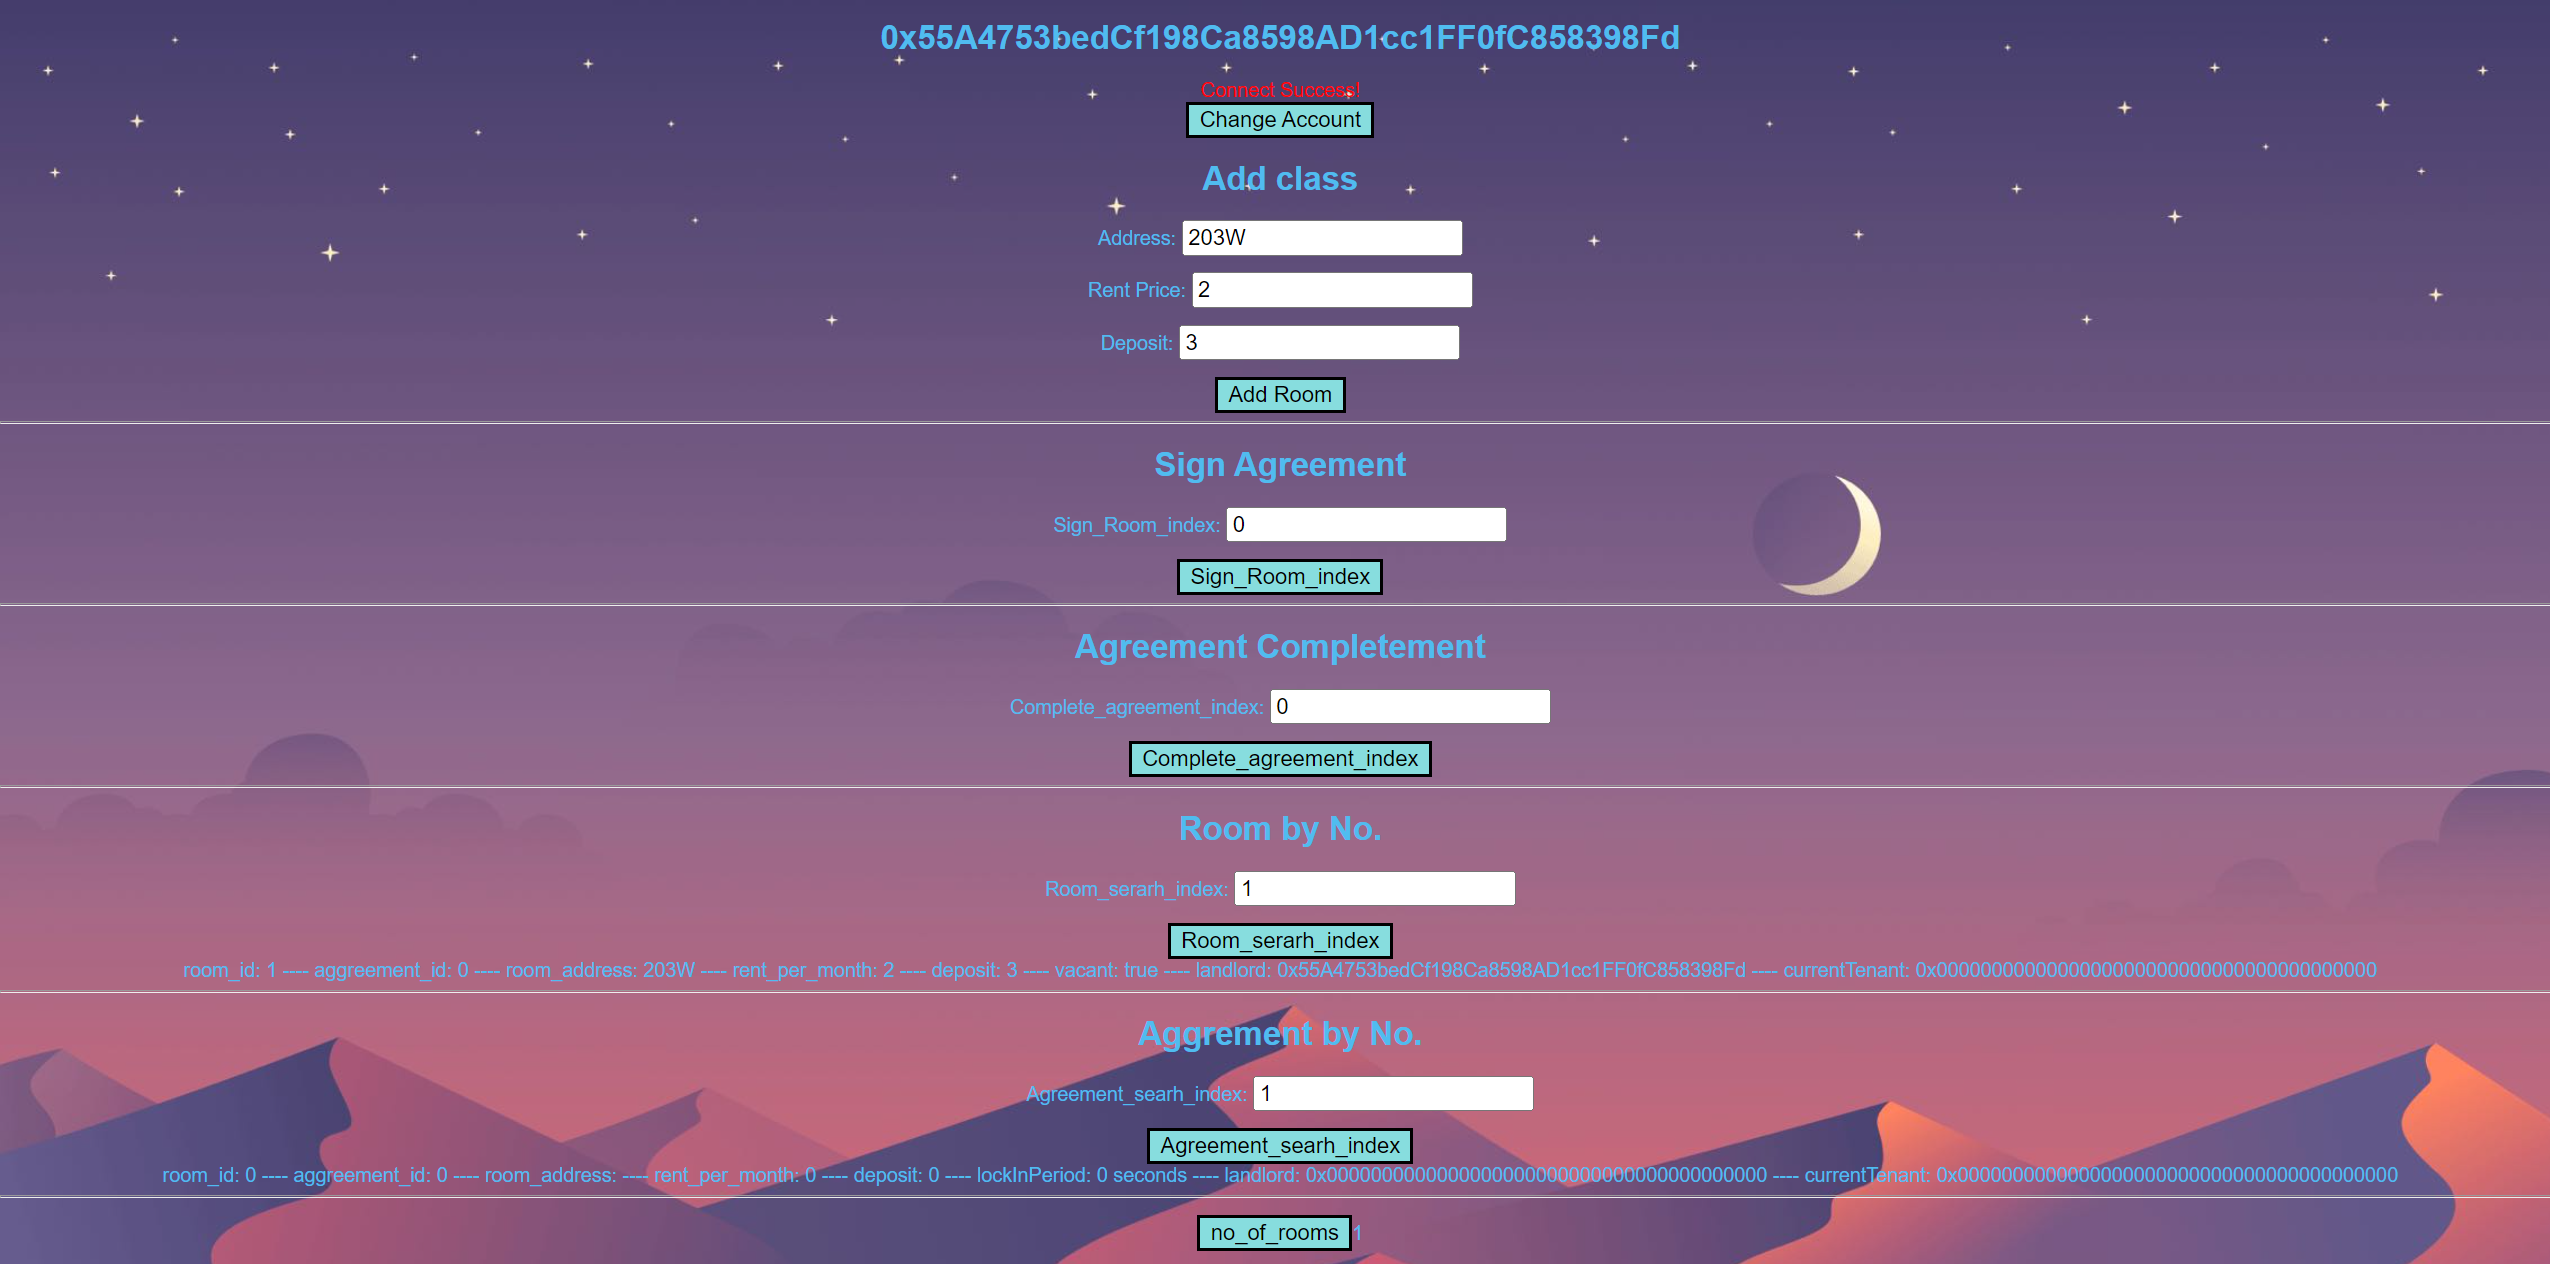 0x55A4753bedCf198Ca8598AD1cc1FF0fC858398Fd
Connect Success!
Change Account
Add class
Address: 203W
Rent Price: 2
Deposit: 3
Add Room
Sign Agreement
Sign_Room_index: 0
Sign_Room_index
Agreement Completement
Complete_agreement_index: 0
Complete_agreement_index
Room by No.
Room_serarh_index: 1
Room_serarh_index
room_id: 1 ---- aggreement_id: 0 ---- room_address: 203W ---- rent_per_month: 2 ---- deposit: 3 ---- vacant: true ---- landlord: 0x55A4753bedCf198Ca8598AD1cc1FF0fC858398Fd ---- currentTenant: 0x0000000000000000000000000000000000000000
Aggrement by No.
Agreement_searh_index: 1
Agreement_searh_index
room_id: 0 ---- aggreement_id: 0 ---- room_address: ---- rent_per_month: 0 ---- deposit: 0 ---- lockInPeriod: 0 seconds ---- landlord: 0x0000000000000000000000000000000000000000 ---- currentTenant: 0x0000000000000000000000000000000000000000
no_of_rooms 1